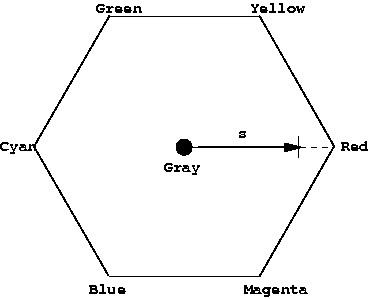 Green Yellow
s
Cyan Red
Gray
Blue Magenta